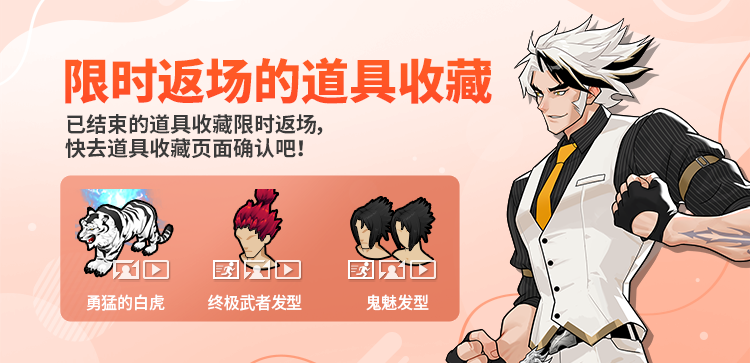 限时返场的道具收藏
已结束的道具收藏限时返场,
快去道具收藏页面确认吧!
勇猛的白虎
终极武者发型
鬼魅发型